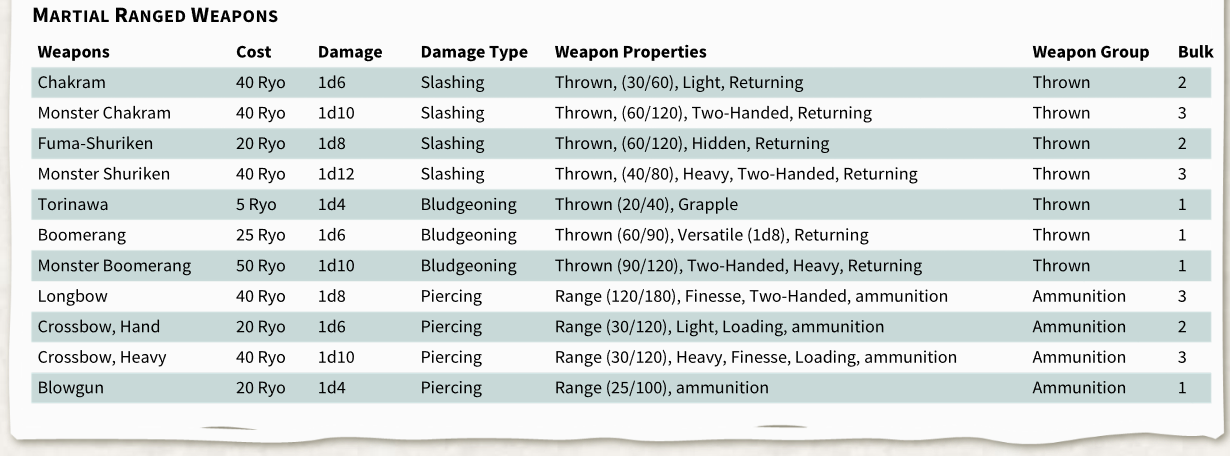 MARTIAL RANGED WEAPONS
Weapons Cost Damage Damage Type Weapon Properties Weapon Group Bulk
Chakram 40 Ryo 1d6 Slashing Thrown, (30/60), Light, Returning Thrown 2
Monster Chakram 40 Ryo 1d10 Slashing Thrown, (60/120), Two-Handed, Returning Thrown 3
Fuma-Shuriken 20 Ryo 1d8 Slashing Thrown, (60/120), Hidden, Returning Thrown 2
Monster Shuriken 40 Ryo 1d12 Slashing Thrown, (40/80), Heavy, Two-Handed, Returning Thrown 3
Torinawa 5 Ryo 1d4 Bludgeoning Thrown (20/40), Grapple Thrown 1
Boomerang 25 Ryo 1d6 Bludgeoning Thrown (60/90), Versatile (1d8), Returning Thrown 1
Monster Boomerang 50 Ryo 1d10 Bludgeoning Thrown (90/120), Two-Handed, Heavy, Returning Thrown 1
Longbow 40 Ryo 1d8 Piercing Range (120/180), Finesse, Two-Handed, ammunition Ammunition 3
Crossbow, Hand 20 Ryo 1d6 Piercing Range (30/120), Light, Loading, ammunition Ammunition 2
Crossbow, Heavy 40 Ryo 1d10 Piercing Range (30/120), Heavy, Finesse, Loading, ammunition Ammunition 3
Blowgun 20 Ryo 1d4 Piercing Range (25/100), ammunition Ammunition 1